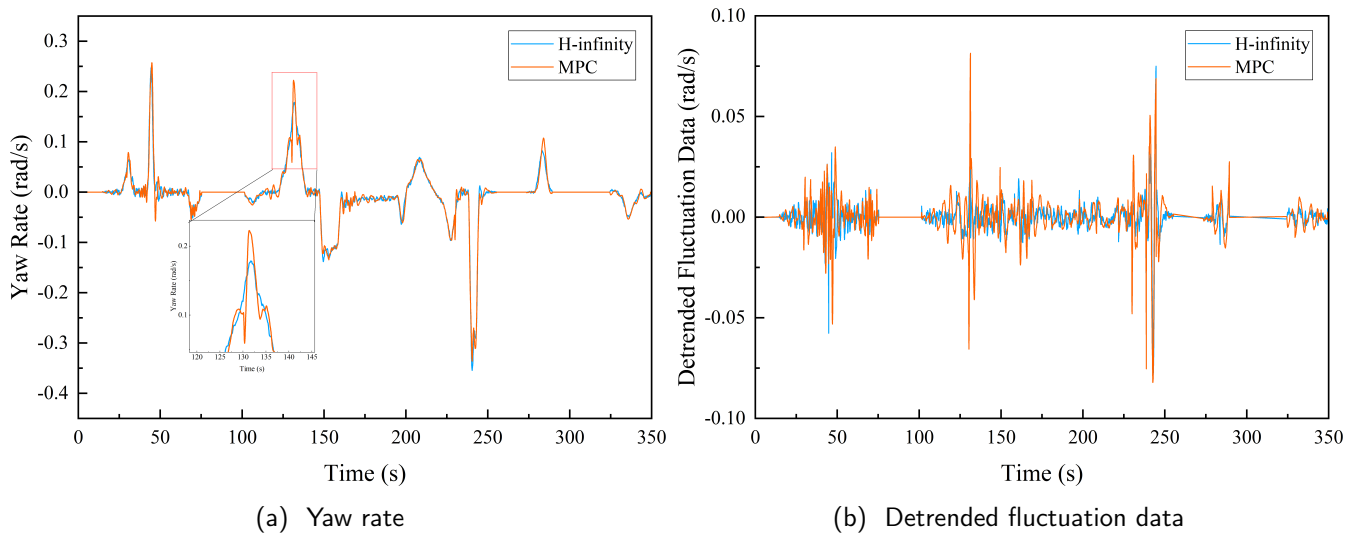 0.3
0.2
0.1
0.0
-0.1
-0.2
-0.3
-0.4
Yaw Rate (rad/s)
H-infinity
MPC
0.2
0.1
Yaw Rate (rad/s)
120 125 130 135 140 145
Time (s)
0 50 100 150 200 250 300 350
Time (s)
(a) Yaw rate
0.10
0.05
0.00
-0.05
-0.10
Detrended Fluctuation Data (rad/s)
H-infinity
MPC
0 50 100 150 200 250 300 350
Time (s)
(b) Detrended fluctuation data